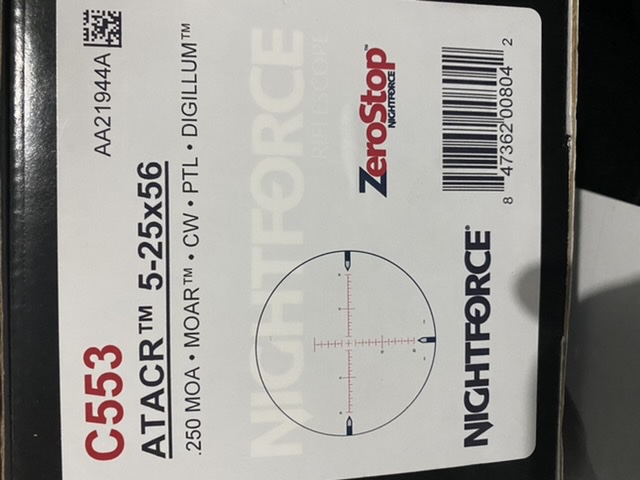 C553
AA21944A
ATACR™ 5-25x56
.250 MOA • MOAR™ • CW • PTL • DIGILLUM™
NIGHTFORCE
RIFLESCOPE
ZeroStop™
NIGHTFORCE
NIGHTFORCE®
8 47362 00804 2